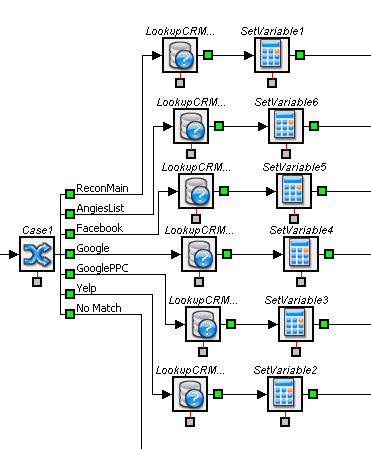 LookupCRM... SetVariable1
LookupCRM... SetVariable6
LookupCRM... SetVariable5
ReconMain
AngiesList
Facebook
Case1
Google
LookupCRM... SetVariable4
GooglePPC
Yelp
LookupCRM... SetVariable3
No Match
LookupCRM... SetVariable2